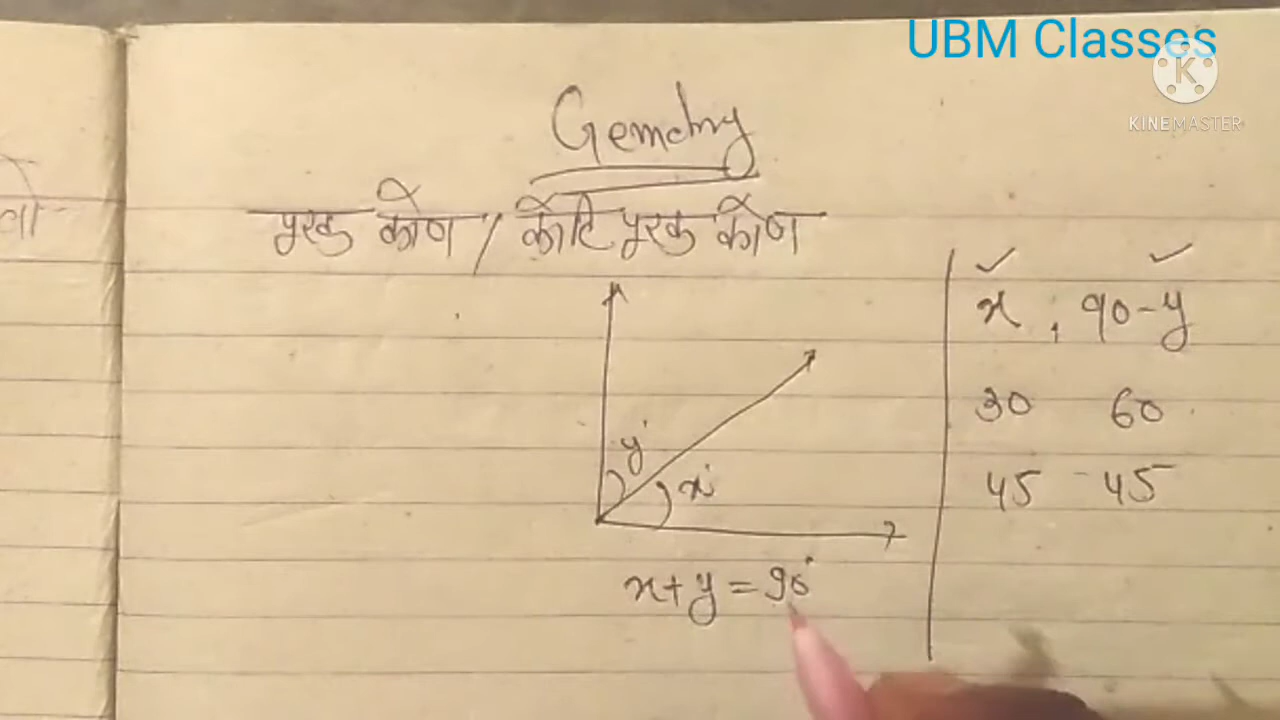 UBM Classes
K
KINEMASTER
Gemetry
पूरक कोण / कोटि पूरक कोण
x , 90-y
30 60
y°
45 45
x°
x+y=90°